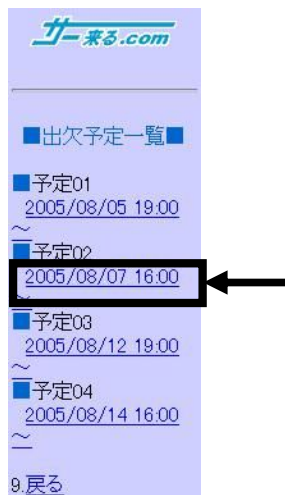 サー来る.com
■出欠予定一覧■
■予定01
2005/08/05 19:00
～
■予定02
2005/08/07 16:00
～
■予定03
2005/08/12 19:00
～
■予定04
2005/08/14 16:00
～
9.戻る